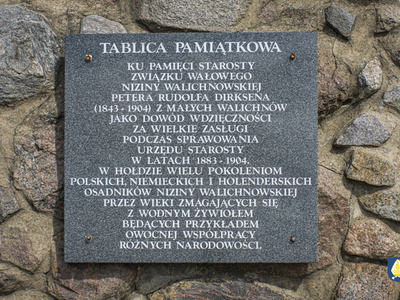 TABLICA PAMIĄTKOWA
KU PAMIĘCI STAROSTY
ZWIĄZKU WAŁOWEGO
NIZINY WALICHNOWSKIEJ
PETERA RUDOLFA DIRKSENA
(1843-1904) Z MAŁYCH WALICHNÓW
JAKO DOWÓD WDZIĘCZNOŚCI
ZA WIELKIE ZASŁUGI
PODCZAS SPRAWOWANIA
URZĘDU STAROSTY
W LATACH 1883-1904.
W HOŁDZIE WIELU POKOLENIOM
POLSKICH, NIEMIECKICH I HOLENDERSKICH
OSADNIKÓW NIZINY WALICHNOWSKIEJ
PRZEZ WIEKI ZMAGAJĄCYCH SIĘ
Z WODNYM ŻYWIOŁEM
BĘDĄCYCH PRZYKŁADEM
OWOCNEJ WSPÓŁPRACY
RÓŻNYCH NARODOWOŚCI.